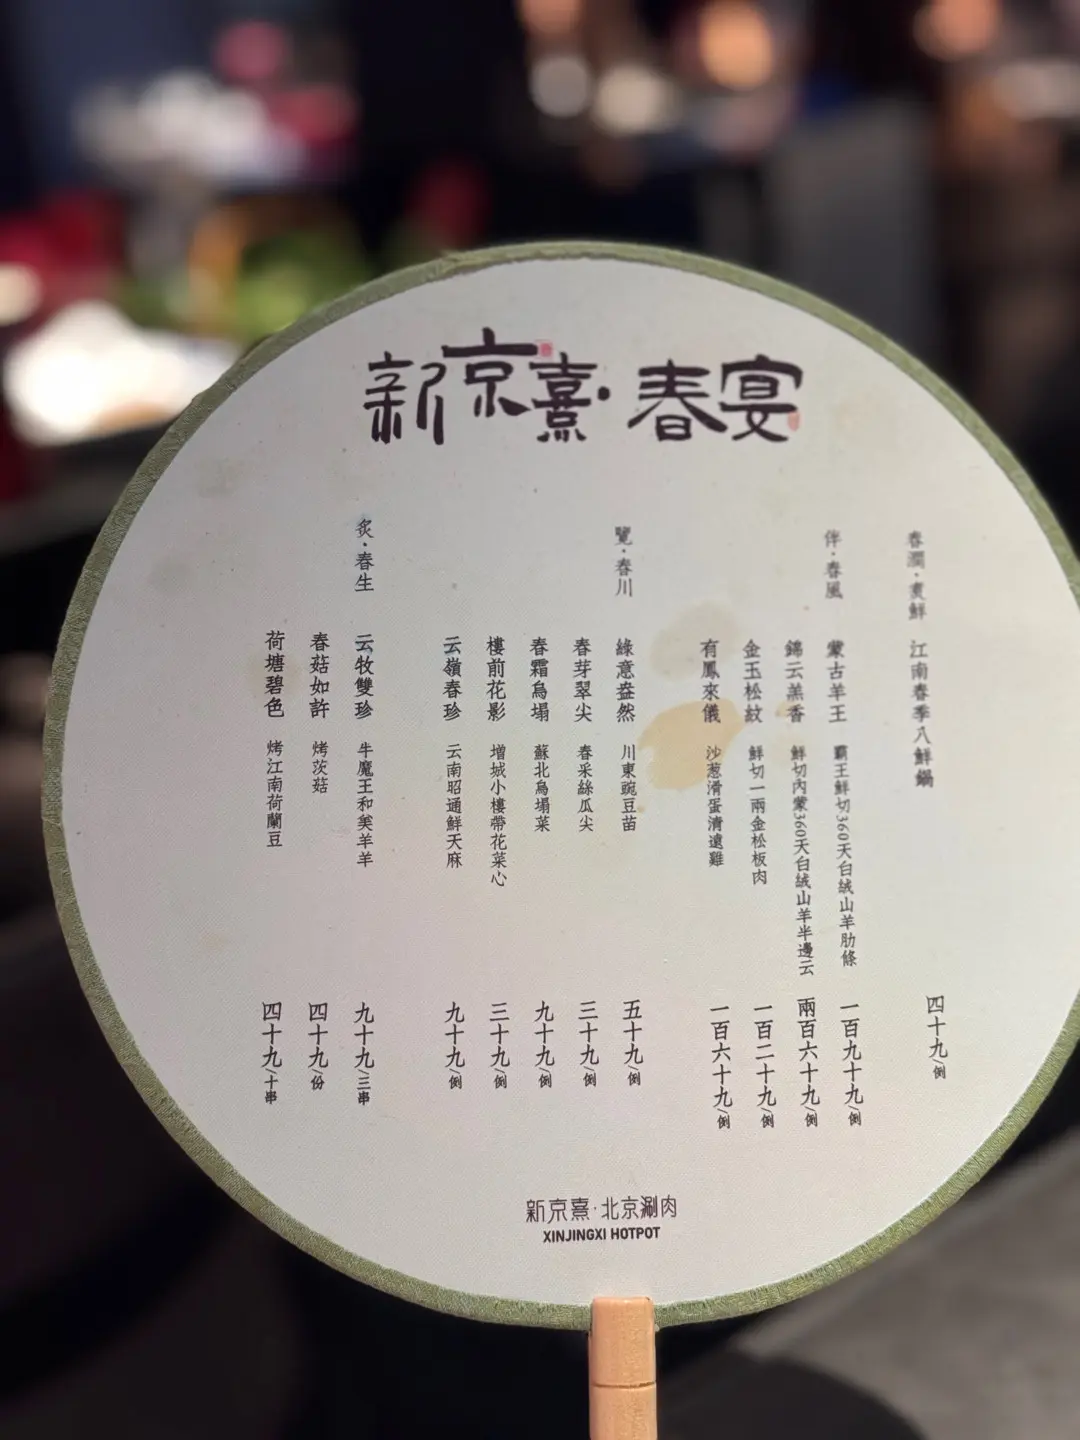 新京熹·春宴
春潤·煮鮮 江南春季八鮮鍋 四十九/例
伴·春風 蒙古羊王 霸王鮮切360天白絨山羊肋條 一百九十九/例
錦云羔香 鮮切內蒙360天白絨山羊半邊云 兩百六十九/例
金玉松紋 鮮切一兩金松板肉 一百二十九/例
有鳳來儀 沙葱滑蛋清遠雞 一百六十九/例
覽·春川 綠意盎然 川東豌豆苗 五十九/例
春芽翠尖 春采絲瓜尖 三十九/例
春霜烏塌 蘇北烏塌菜 九十九/例
樓前花影 增城小樓帶花菜心 三十九/例
云嶺春珍 云南昭通鮮天麻 九十九/例
炙·春生 云牧雙珍 牛魔王和美羊羊 九十九/三串
春菇如許 烤茨菇 四十九/份
荷塘碧色 烤江南荷蘭豆 四十九/十串
新京熹·北京涮肉
XINJINGXI HOTPOT